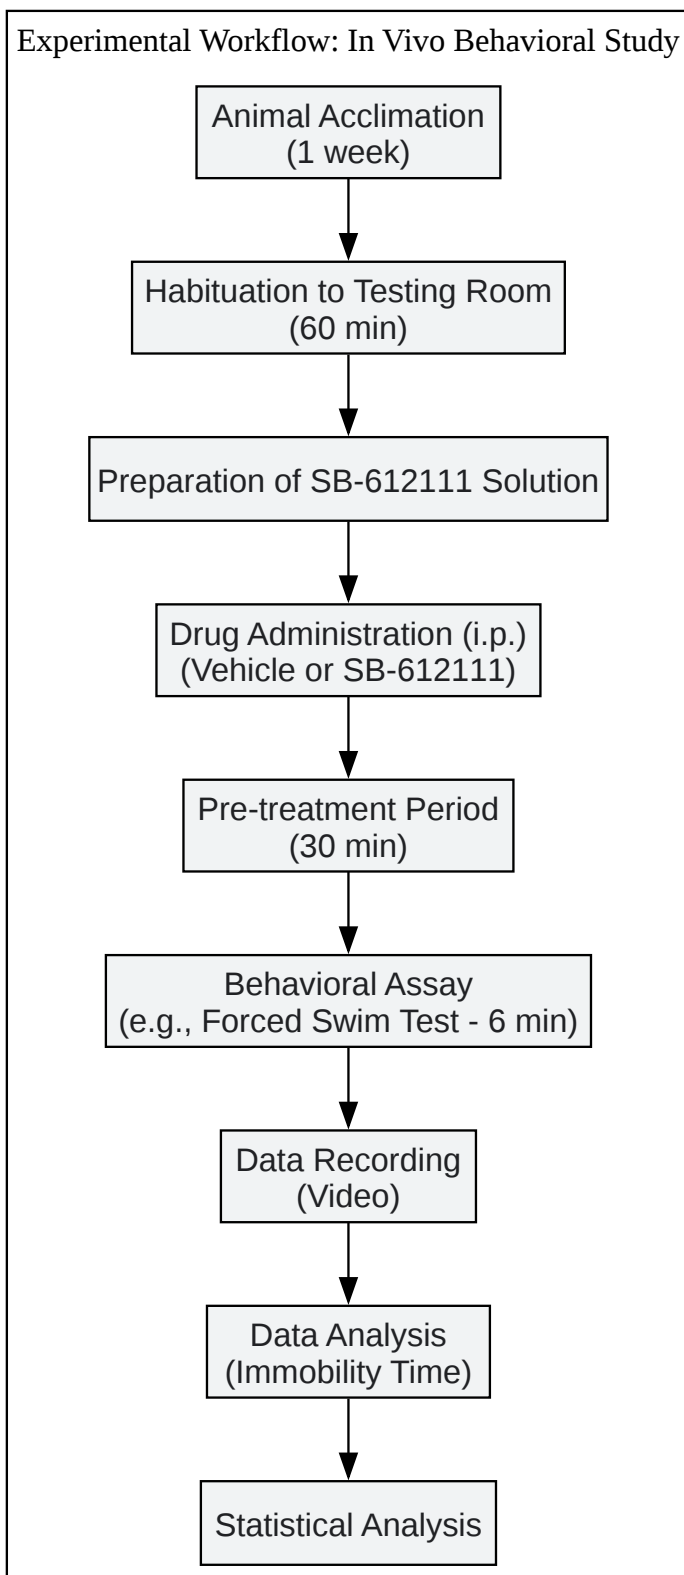 Experimental Workflow: In Vivo Behavioral Study
Animal Acclimation
(1 week)
Habituation to Testing Room
(60 min)
Preparation of SB-612111 Solution
Drug Administration (i.p.)
(Vehicle or SB-612111)
Pre-treatment Period
(30 min)
Behavioral Assay
(e.g., Forced Swim Test - 6 min)
Data Recording
(Video)
Data Analysis
(Immobility Time)
Statistical Analysis